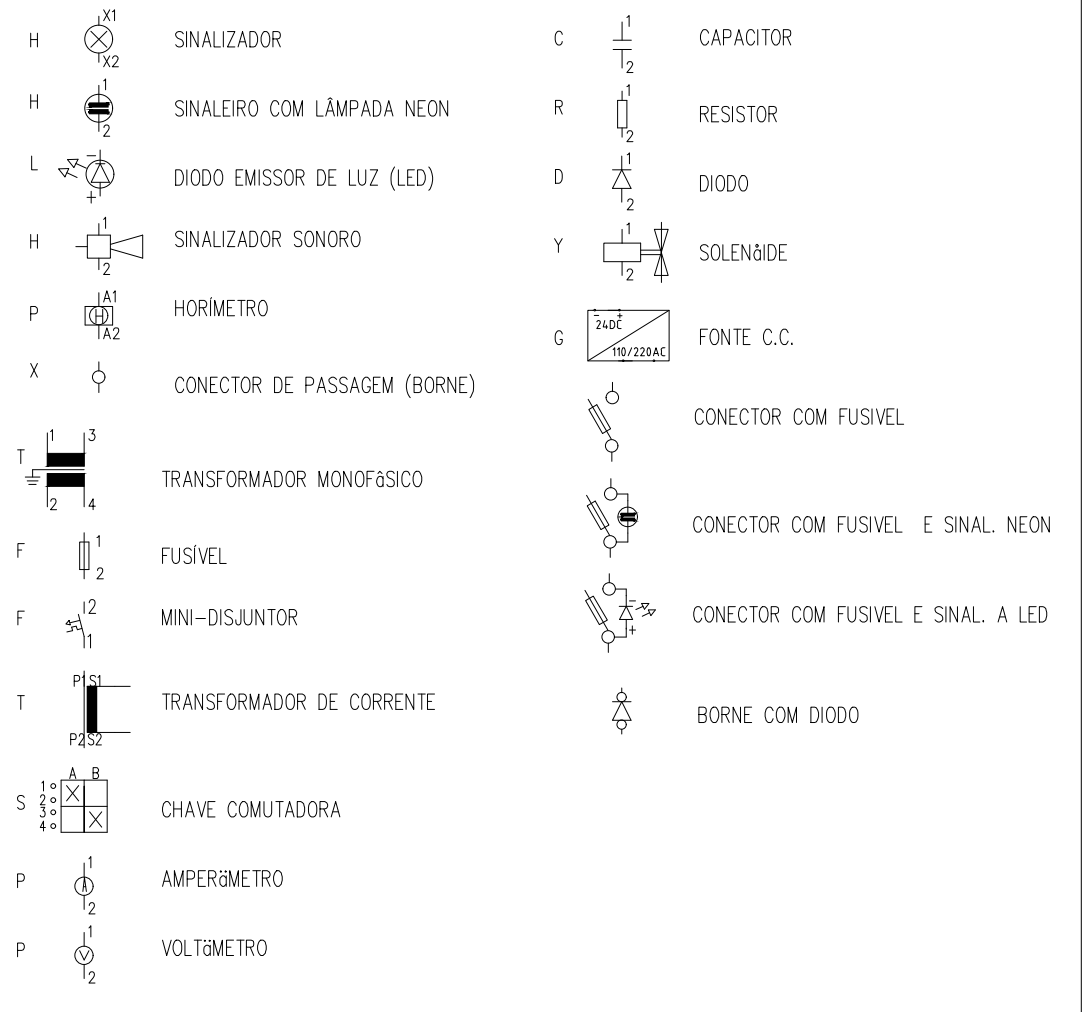 X1
H SINALIZADOR
X2
1
H SINALEIRO COM LÂMPADA NEON
2
-
L DIODO EMISSOR DE LUZ (LED)
+
1
H SINALIZADOR SONORO
2
A1
P H HORÍMETRO
A2
X CONECTOR DE PASSAGEM (BORNE)
1 3
T TRANSFORMADOR MONOFâSICO
2 4
F 1 FUSÍVEL
2
2
F MINI-DISJUNTOR
1
P1 S1
T TRANSFORMADOR DE CORRENTE
P2 S2
A B
1
2 X
S CHAVE COMUTADORA
3
4 X
1
P A AMPERäMETRO
2
1
P V VOLTäMETRO
2
1
C CAPACITOR
2
1
R RESISTOR
2
1
D DIODO
2
1
Y SOLENåIDE
2
- +
24DC
G FONTE C.C.
110/220AC
CONECTOR COM FUSIVEL
CONECTOR COM FUSIVEL E SINAL. NEON
-
CONECTOR COM FUSIVEL E SINAL. A LED
+
BORNE COM DIODO